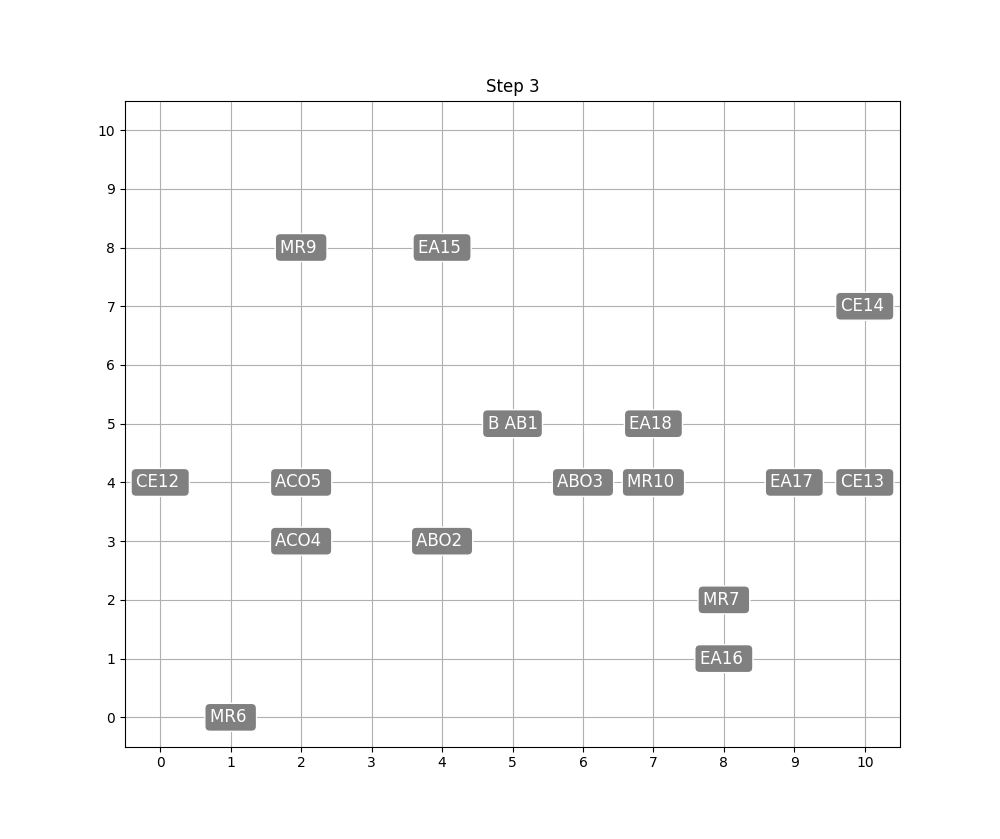 Step 3
10
9
8 MR9 EA15
7 CE14
6
5 B AB1 EA18
4 CE12 ACO5 ABO3 MR10 EA17 CE13
3 ACO4 ABO2
2 MR7
1 EA16
0 MR6
0 1 2 3 4 5 6 7 8 9 10